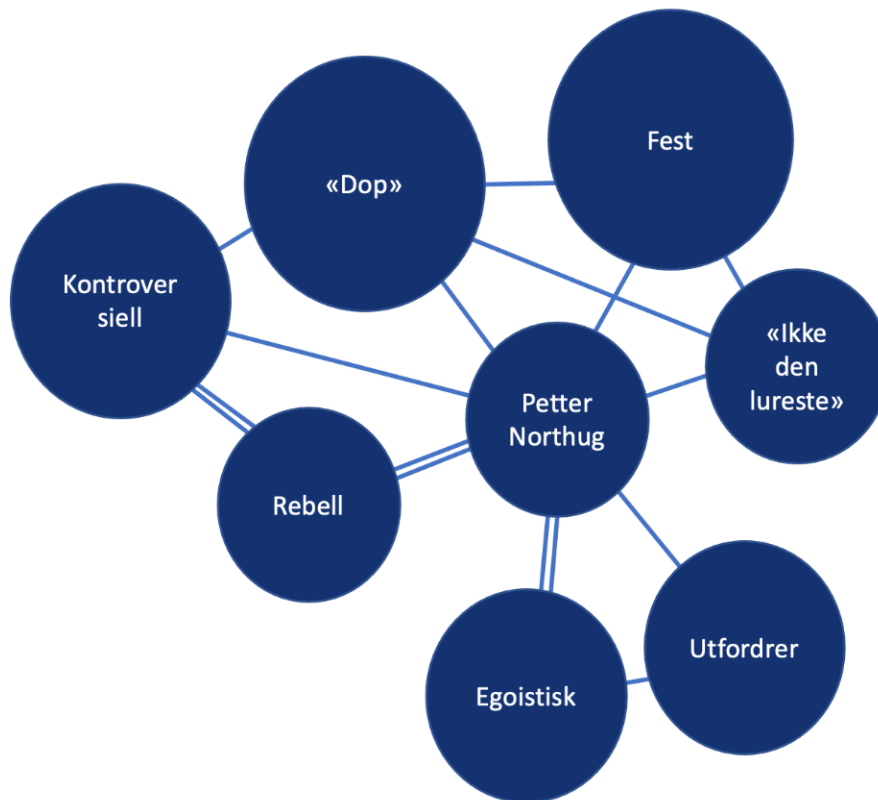 Fest
«Dop»
Kontrover
siell
«Ikke
den
lureste»
Petter
Northug
Rebell
Utfordrer
Egoistisk